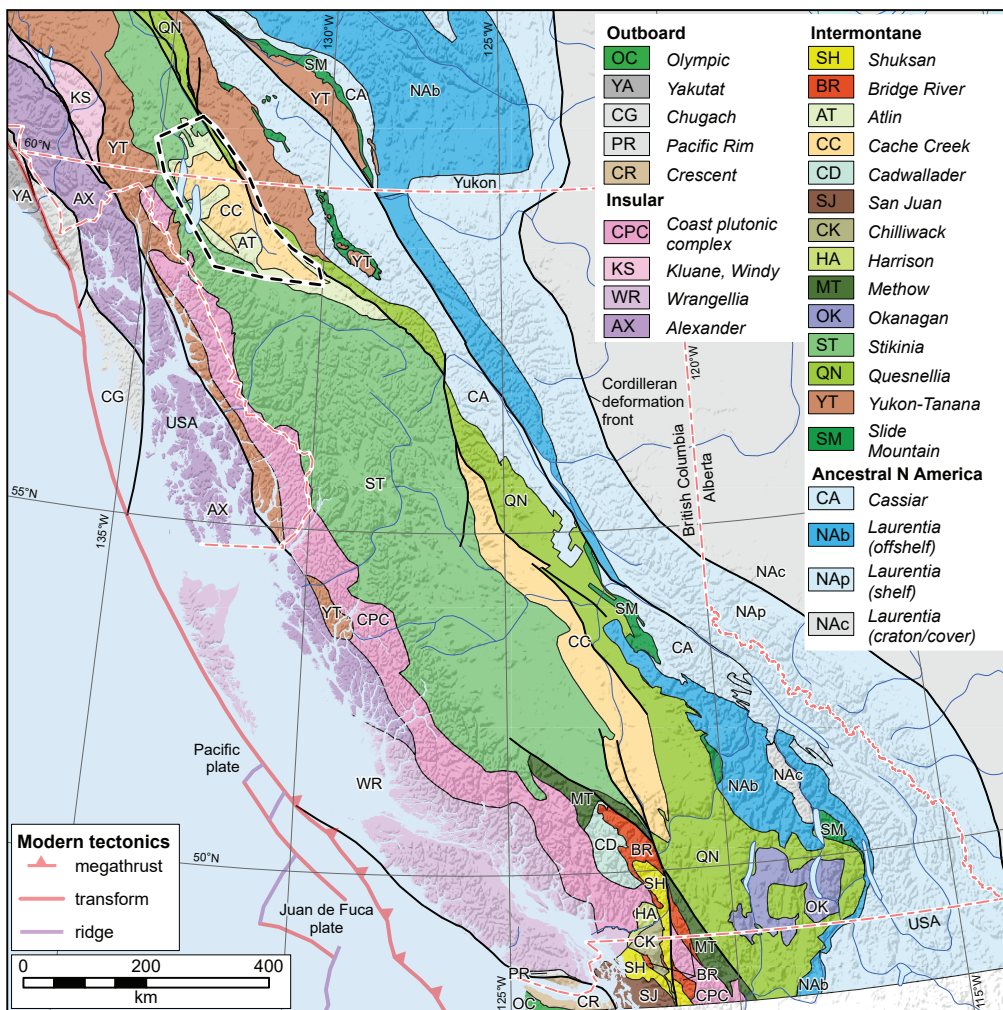 Outboard
OC Olympic
YA Yakutat
CG Chugach
PR Pacific Rim
CR Crescent
Insular
CPC Coast plutonic
complex
KS Kluane, Windy
WR Wrangellia
AX Alexander
Intermontane
SH Shuksan
BR Bridge River
AT Atlin
CC Cache Creek
CD Cadwallader
SJ San Juan
CK Chilliwack
HA Harrison
MT Methow
OK Okanagan
ST Stikinia
QN Quesnellia
YT Yukon-Tanana
SM Slide
Mountain
Ancestral N America
CA Cassiar
NAb Laurentia
(offshelf)
NAp Laurentia
(shelf)
NAc Laurentia
(craton/cover)
QN
130°W
125°W
SM
YT
CA
NAb
KS
60°N
YT
Yukon
YA
AX
CC
AT
YT
120°W
Cordilleran
deformation
front
CA
CG
USA
British Columbia
Alberta
55°N
ST
QN
AX
135°W
NAc
SM
NAp
YT
CPC
CC
CA
Pacific
plate
WR
NAc
NAb
MT
SM
CD
BR
QN
50°N
SH
HA
OK
USA
CK
MT
SH
BR
PR
CPC
NAb
125°W
OC
CR
SJ
115°W
Juan de Fuca
plate
Modern tectonics
megathrust
transform
ridge
0 200 400
km